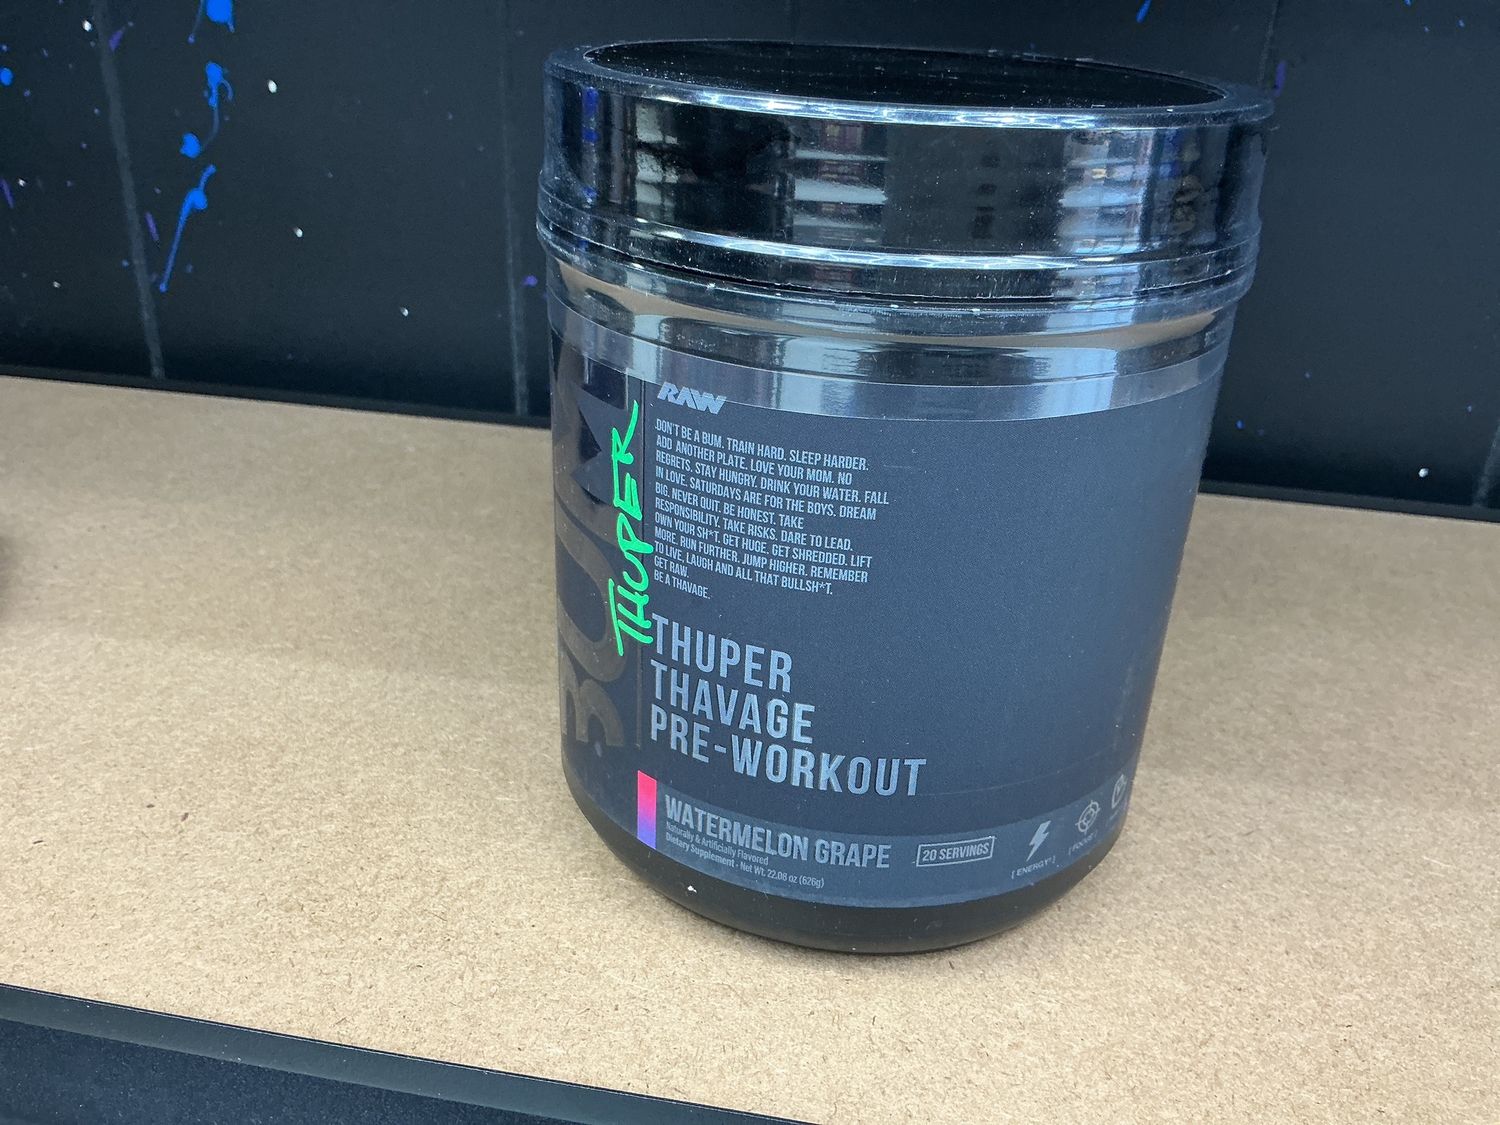 RAW
DON'T BE A BUM. TRAIN HARD. SLEEP HARDER.
ADD ANOTHER PLATE. LOVE YOUR MOM. NO
REGRETS. STAY HUNGRY. DRINK YOUR WATER. FALL
IN LOVE. SATURDAYS ARE FOR THE BOYS. DREAM
BIG. NEVER QUIT. BE HONEST. TAKE
RESPONSIBILITY. TAKE RISKS. DARE TO LEAD.
OWN YOUR SH*T. GET HUGE. GET SHREDDED. LIFT
MORE. RUN FURTHER. JUMP HIGHER. REMEMBER
TO LIVE, LAUGH AND ALL THAT BULLSH*T.
GET RAW.
BE A THAVAGE.
BUM
THUPER
THUPER
THAVAGE
PRE-WORKOUT
WATERMELON GRAPE
Naturally & Artificially Flavored
Dietary Supplement - Net Wt. 22.08 oz (626g)
20 SERVINGS
[ ENERGY† ]
[ FOCUS† ]